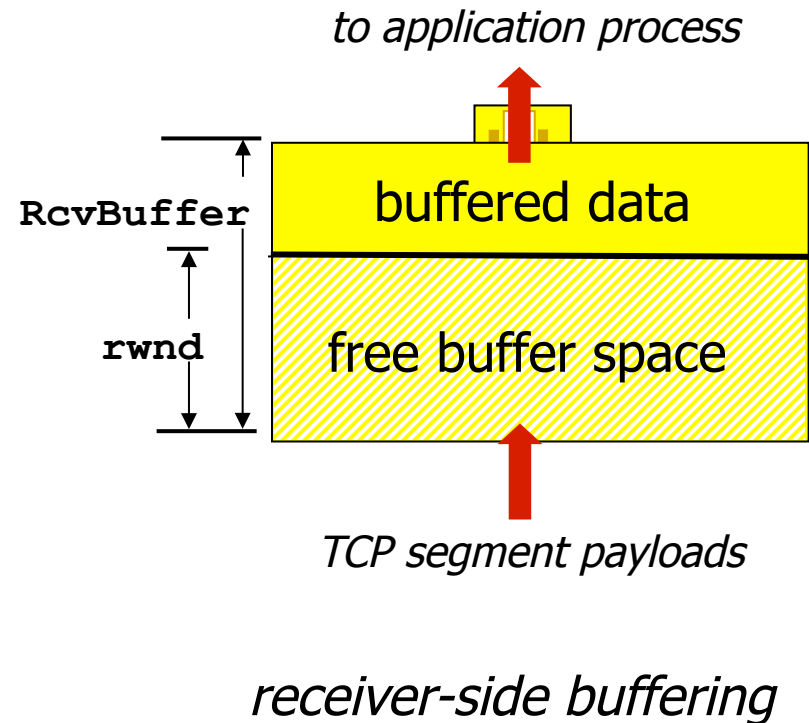 to application process
buffered data
RcvBuffer
rwnd
free buffer space
TCP segment payloads
receiver-side buffering